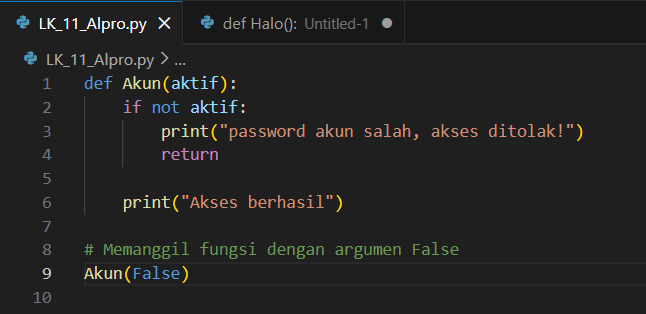 LK_11_Alpro.py × def Halo(): Untitled-1 ●
LK_11_Alpro.py > ...
1 def Akun(aktif):
2     if not aktif:
3         print("password akun salah, akses ditolak!")
4         return
5
6     print("Akses berhasil")
7
8 # Memanggil fungsi dengan argumen False
9 Akun(False)
10